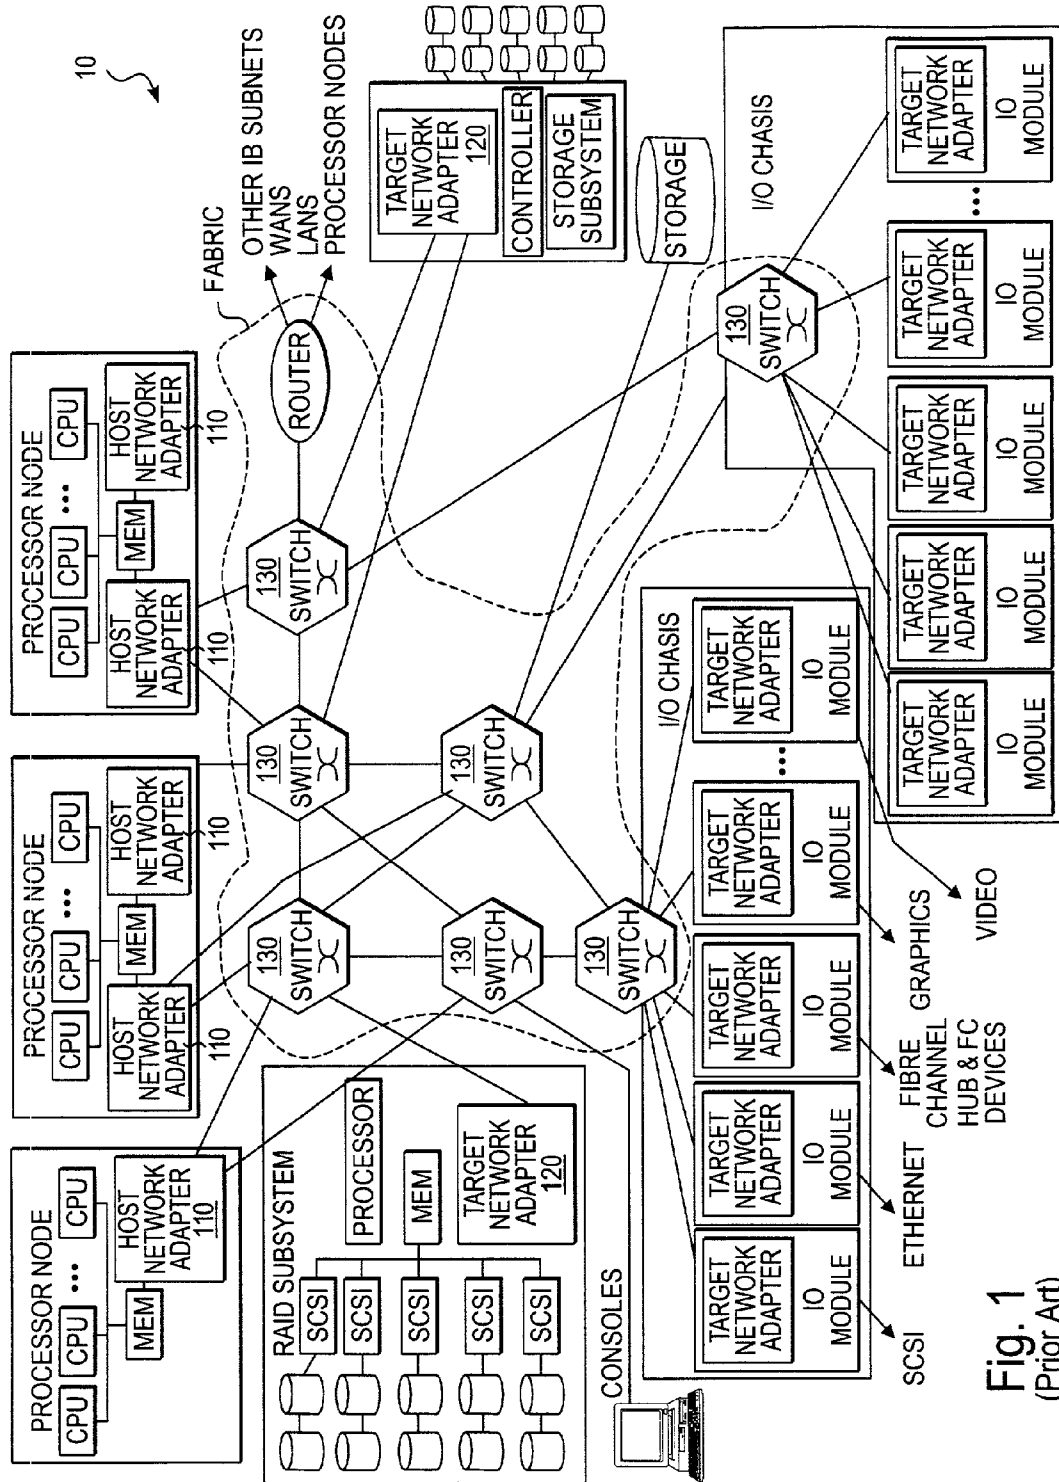 10
PROCESSOR NODE
CPU
CPU
...
CPU
MEM
HOST
NETWORK
ADAPTER
110
PROCESSOR NODE
CPU
CPU
...
CPU
HOST
NETWORK
ADAPTER
110
MEM
HOST
NETWORK
ADAPTER
110
PROCESSOR NODE
CPU
CPU
...
CPU
HOST
NETWORK
ADAPTER
110
MEM
HOST
NETWORK
ADAPTER
110
FABRIC
OTHER IB SUBNETS
WANS
LANS
PROCESSOR NODES
RAID SUBSYSTEM
SCSI
SCSI
SCSI
SCSI
SCSI
PROCESSOR
MEM
TARGET
NETWORK
ADAPTER
120
130
SWITCH
130
SWITCH
130
SWITCH
ROUTER
130
SWITCH
130
SWITCH
130
SWITCH
TARGET
NETWORK
ADAPTER
120
CONTROLLER
STORAGE
SUBSYSTEM
STORAGE
CONSOLES
I/O CHASIS
TARGET
NETWORK
ADAPTER
IO
MODULE
TARGET
NETWORK
ADAPTER
IO
MODULE
TARGET
NETWORK
ADAPTER
IO
MODULE
TARGET
NETWORK
ADAPTER
IO
MODULE
...
TARGET
NETWORK
ADAPTER
IO
MODULE
SCSI
ETHERNET
FIBRE
CHANNEL
HUB & FC
DEVICES
GRAPHICS
VIDEO
130
SWITCH
I/O CHASIS
TARGET
NETWORK
ADAPTER
IO
MODULE
TARGET
NETWORK
ADAPTER
IO
MODULE
TARGET
NETWORK
ADAPTER
IO
MODULE
TARGET
NETWORK
ADAPTER
IO
MODULE
...
TARGET
NETWORK
ADAPTER
IO
MODULE
Fig. 1
(Prior Art)